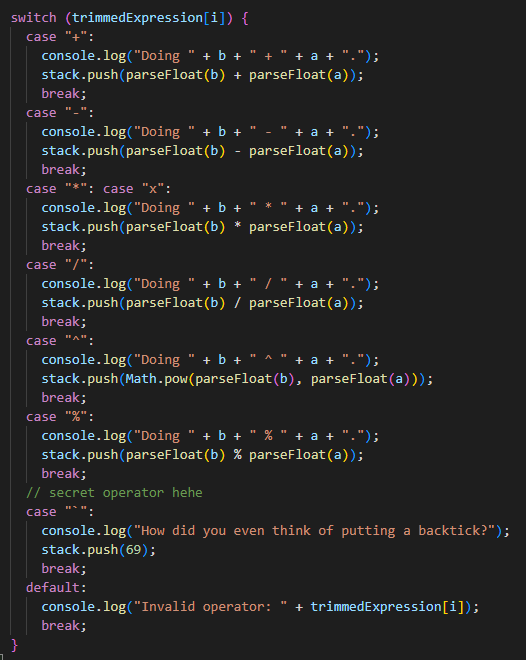 switch (trimmedExpression[i]) {
case "+":
console.log("Doing " + b + " + " + a + ".");
stack.push(parseFloat(b) + parseFloat(a));
break;
case "-":
console.log("Doing " + b + " - " + a + ".");
stack.push(parseFloat(b) - parseFloat(a));
break;
case "*": case "x":
console.log("Doing " + b + " * " + a + ".");
stack.push(parseFloat(b) * parseFloat(a));
break;
case "/":
console.log("Doing " + b + " / " + a + ".");
stack.push(parseFloat(b) / parseFloat(a));
break;
case "^":
console.log("Doing " + b + " ^ " + a + ".");
stack.push(Math.pow(parseFloat(b), parseFloat(a)));
break;
case "%":
console.log("Doing " + b + " % " + a + ".");
stack.push(parseFloat(b) % parseFloat(a));
break;
// secret operator hehe
case "`":
console.log("How did you even think of putting a backtick?");
stack.push(69);
break;
default:
console.log("Invalid operator: " + trimmedExpression[i]);
break;
}